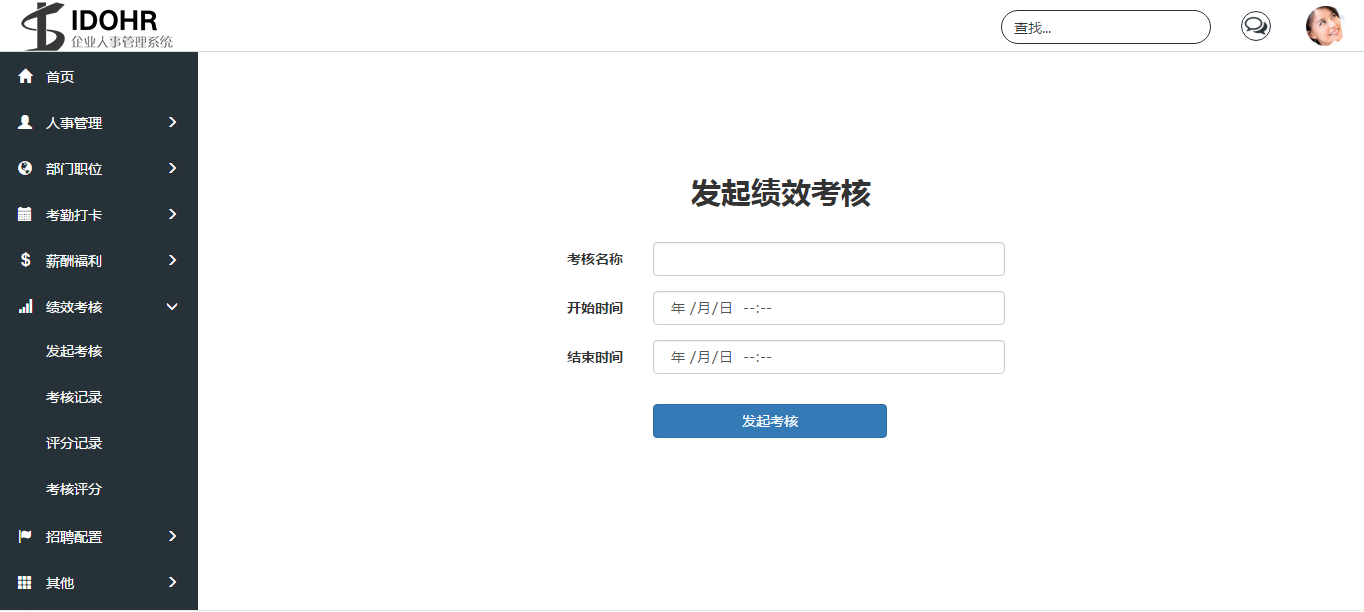 IDOHR
企业人事管理系统
查找...
首页
人事管理
部门职位
考勤打卡
薪酬福利
绩效考核
发起考核
考核记录
评分记录
考核评分
招聘配置
其他
发起绩效考核
考核名称
开始时间
年 /月/日 --:--
结束时间
年 /月/日 --:--
发起考核